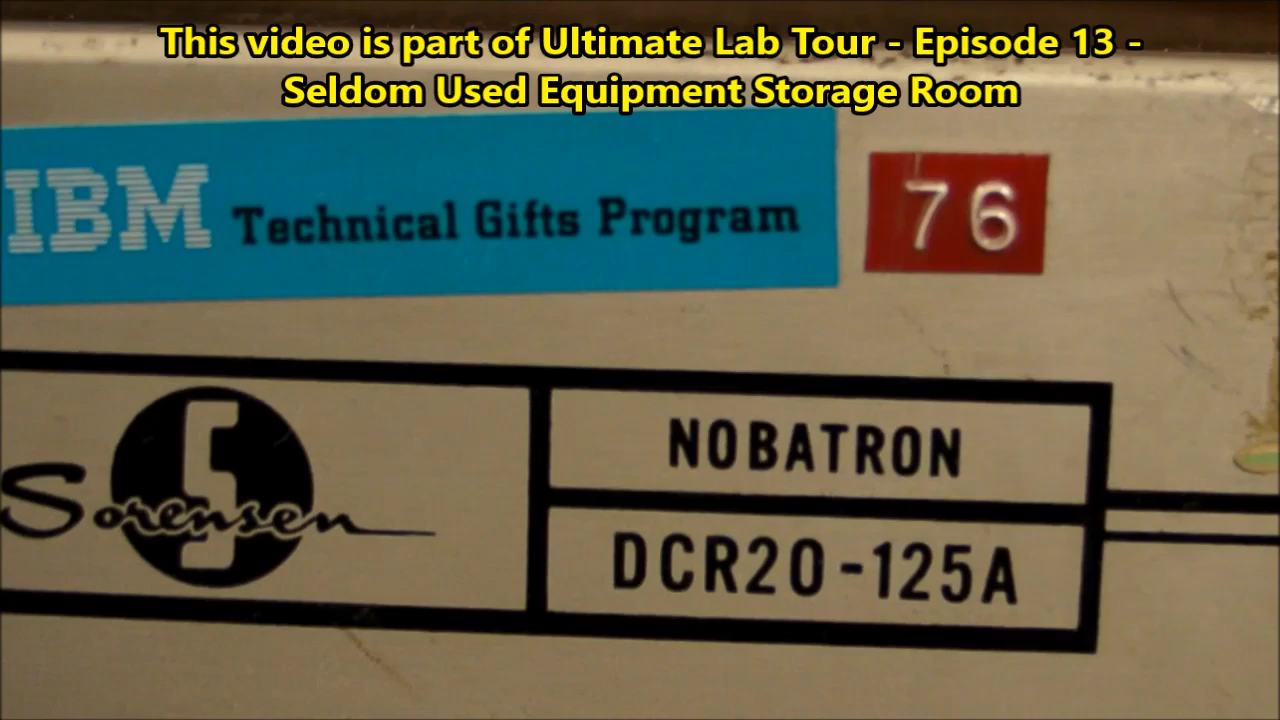 This video is part of Ultimate Lab Tour - Episode 13 -
Seldom Used Equipment Storage Room
IBM Technical Gifts Program
76
Sorensen
NOBATRON
DCR20-125A